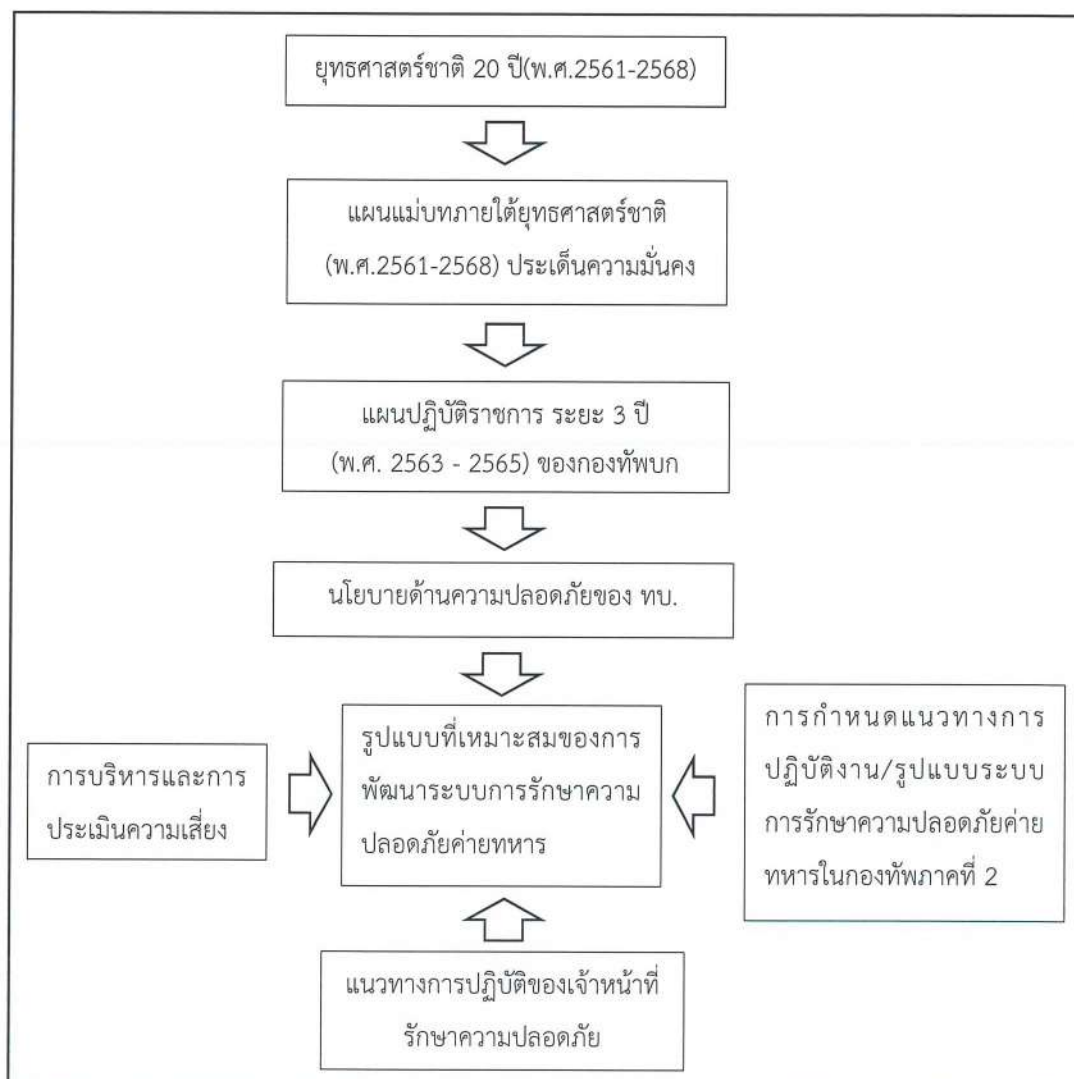 ยุทธศาสตร์ชาติ 20 ปี(พ.ศ.2561-2568)
แผนแม่บทภายใต้ยุทธศาสตร์ชาติ
(พ.ศ.2561-2568) ประเด็นความมั่นคง
แผนปฏิบัติราชการ ระยะ 3 ปี
(พ.ศ. 2563 - 2565) ของกองทัพบก
นโยบายด้านความปลอดภัยของ ทบ.
การบริหารและการ
ประเมินความเสี่ยง
รูปแบบที่เหมาะสมของการ
พัฒนาระบบการรักษาความ
ปลอดภัยค่ายทหาร
การกำหนดแนวทางการ
ปฏิบัติงาน/รูปแบบระบบ
การรักษาความปลอดภัยค่าย
ทหารในกองทัพภาคที่ 2
แนวทางการปฏิบัติของเจ้าหน้าที่
รักษาความปลอดภัย